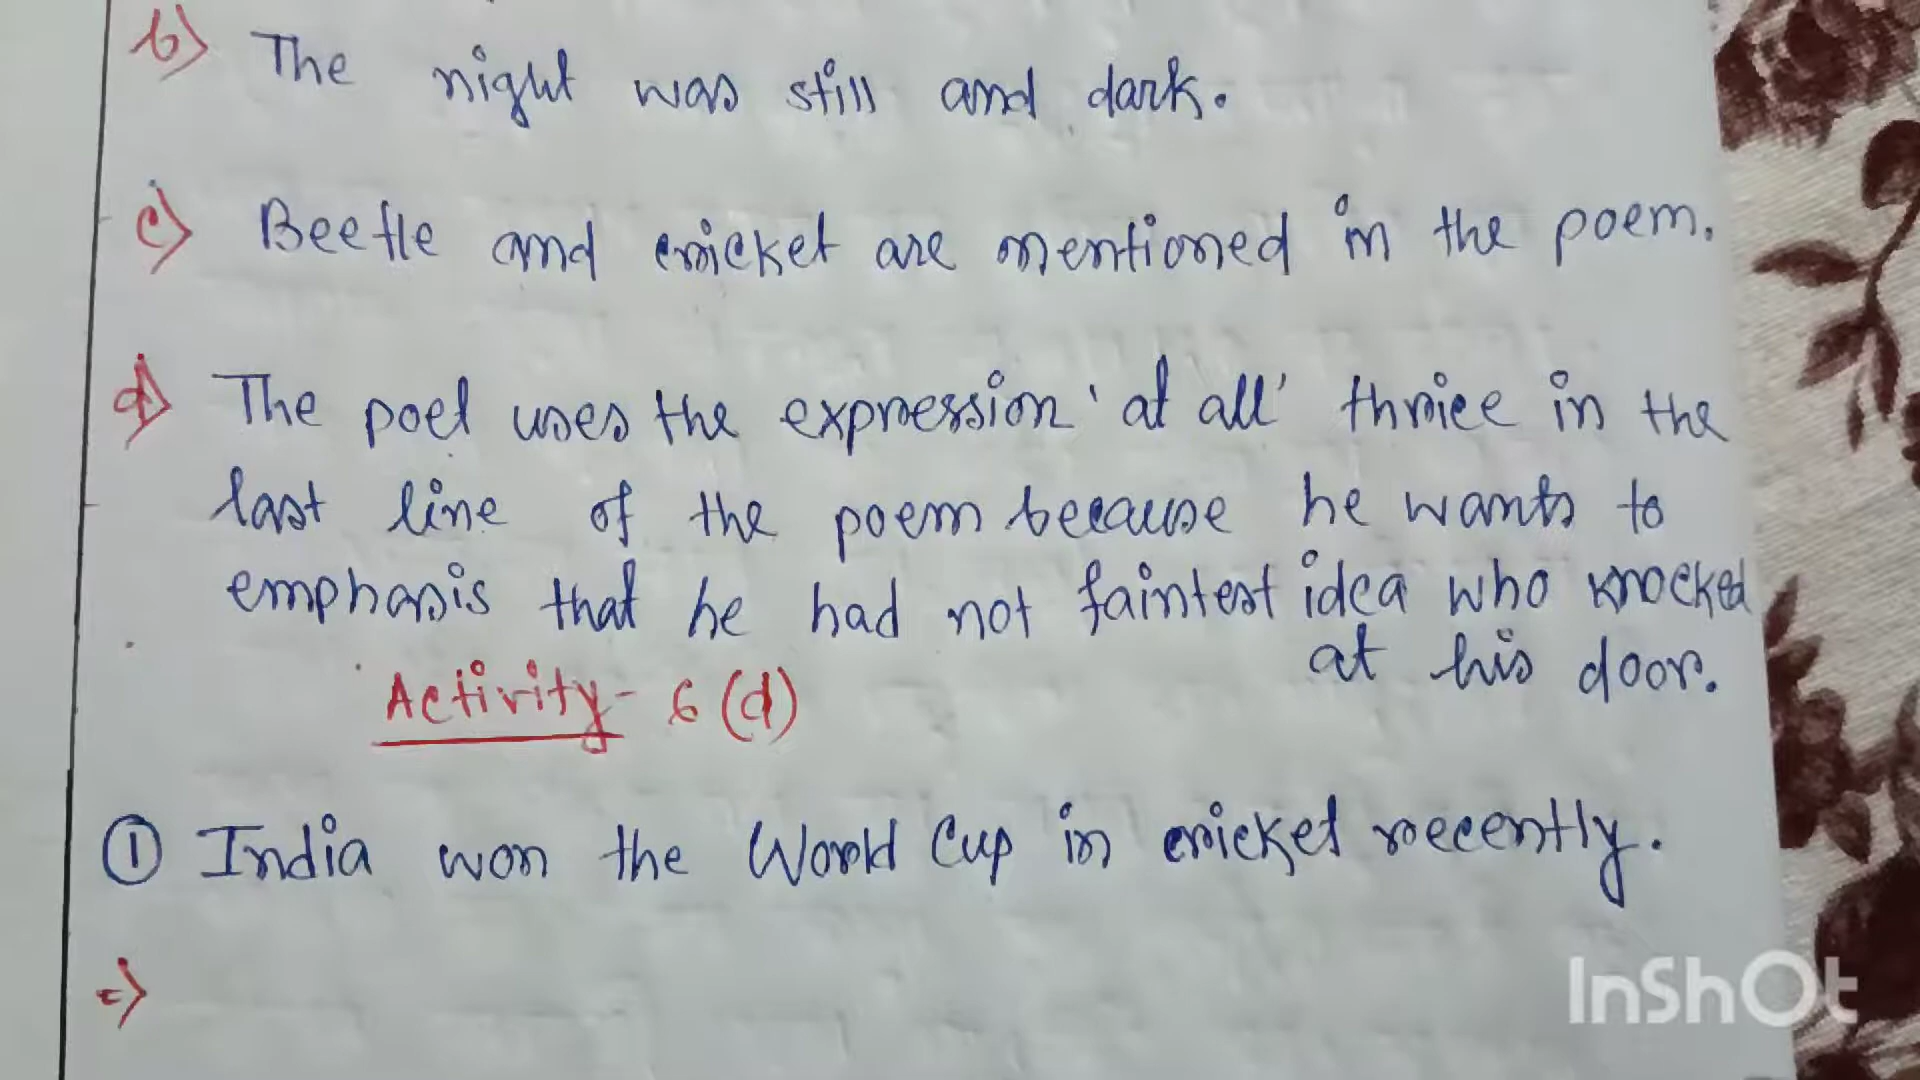 b) The night was still and dark.
c) Beetle and cricket are mentioned in the poem.
d) The poet uses the expression 'at all' thrice in the
last line of the poem because he wants to
emphasis that he had not faintest idea who knocked
at his door.
Activity - 6 (d)
① India won the World Cup in cricket recently.
=>
InShOt